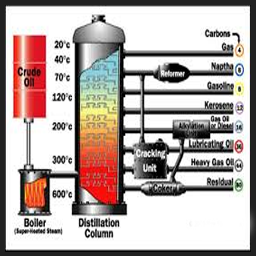 Carbons
20°c
Gas
4
40°c
Reformer
Naptha
8
70°c
Crude
Oil
Gasoline
8
120°c
Kerosene
12
200°c
Alkylation
Gas Oil
or Diesel
16
Lubricating Oil
36
300°c
Cracking
Unit
Heavy Gas Oil
44
600°c
Coker
Residual
80
Boiler
(Super-Heated Steam)
Distillation
Column